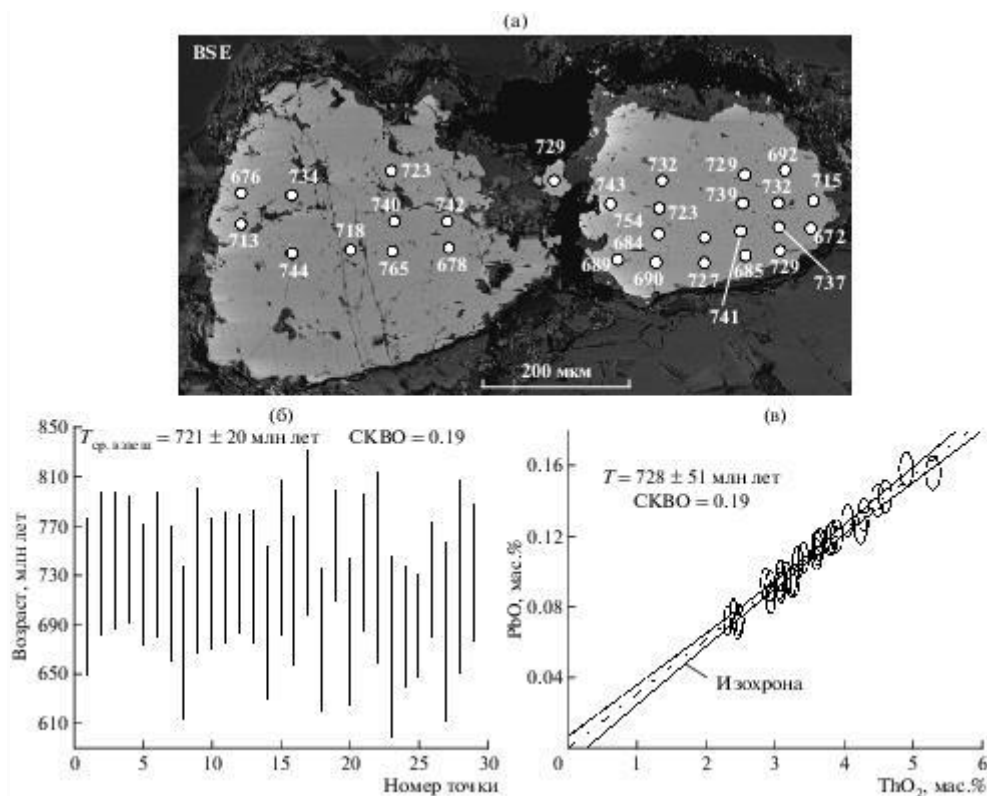 (а)
BSE
729
723
676
734
740
742
713
718
744
765
678
732
729
692
743
739
732
715
754
723
684
672
689
690
727
685
729
737
741
200 мкм
(б)
T ср. взвеш = 721 ± 20 млн лет СКВО = 0.19
850
810
770
730
690
650
610
Возраст, млн лет
0 5 10 15 20 25 30
Номер точки
(в)
T = 728 ± 51 млн лет
СКВО = 0.19
0.16
0.12
0.08
0.04
PbO, мас.%
Изохрона
0 1 2 3 4 5 6
ThO₂, мас.%